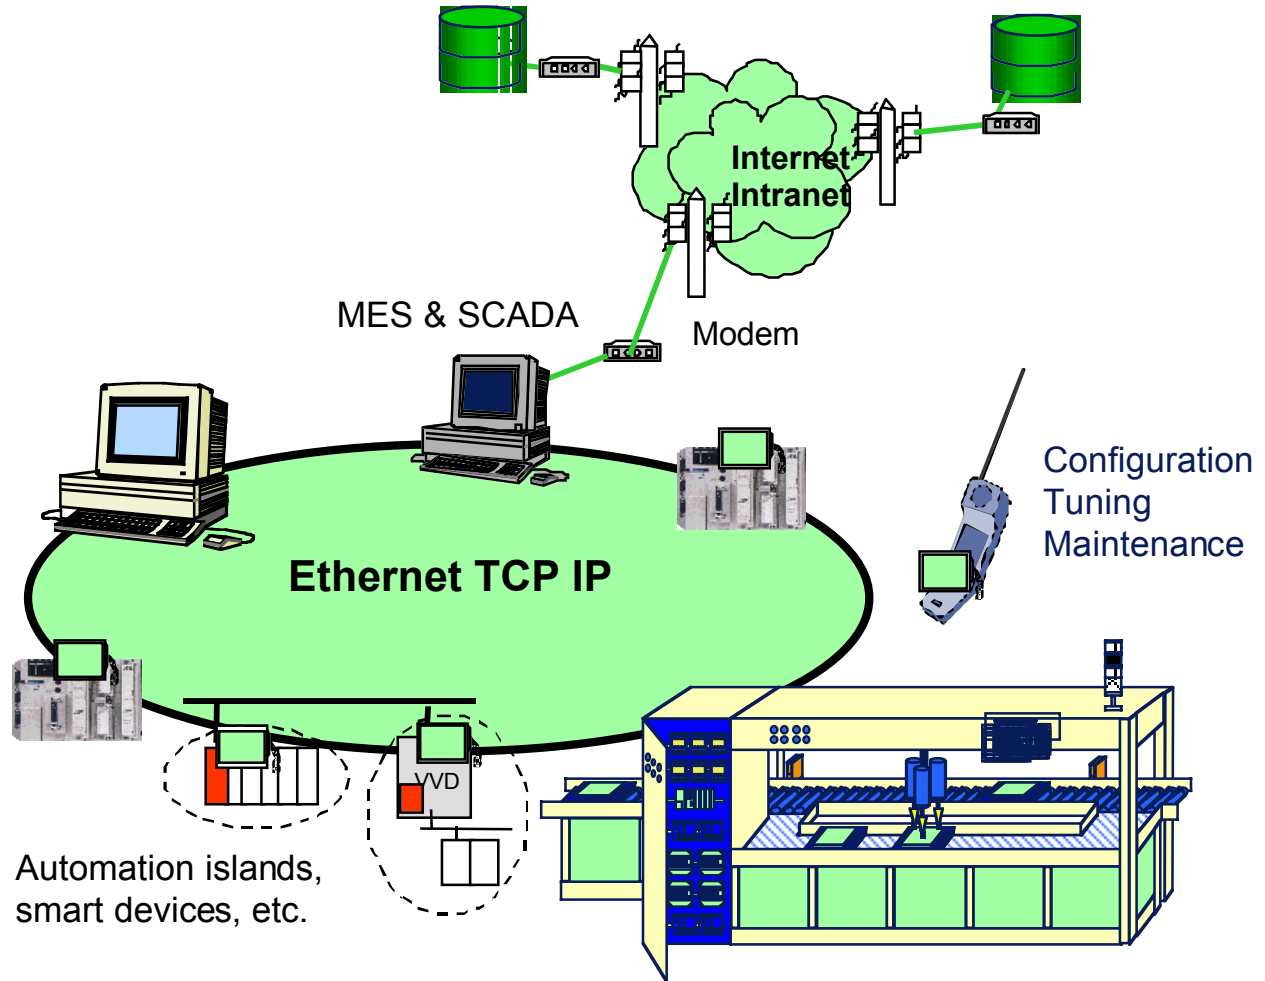 Internet
Intranet
MES & SCADA
Modem
Configuration
Tuning
Maintenance
Ethernet TCP IP
VVD
Automation islands,
smart devices, etc.